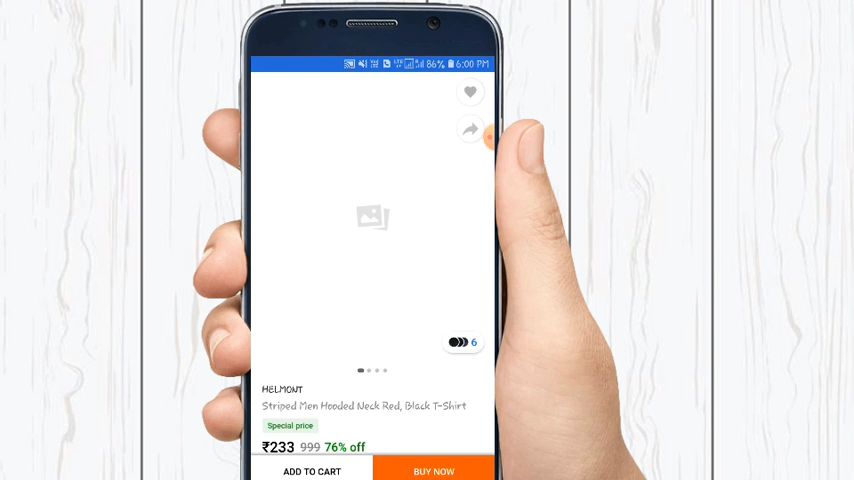 86% 6:00 PM
6
HELMONT
Striped Men Hooded Neck Red, Black T-Shirt
Special price
₹233 999 76% off
ADD TO CART BUY NOW